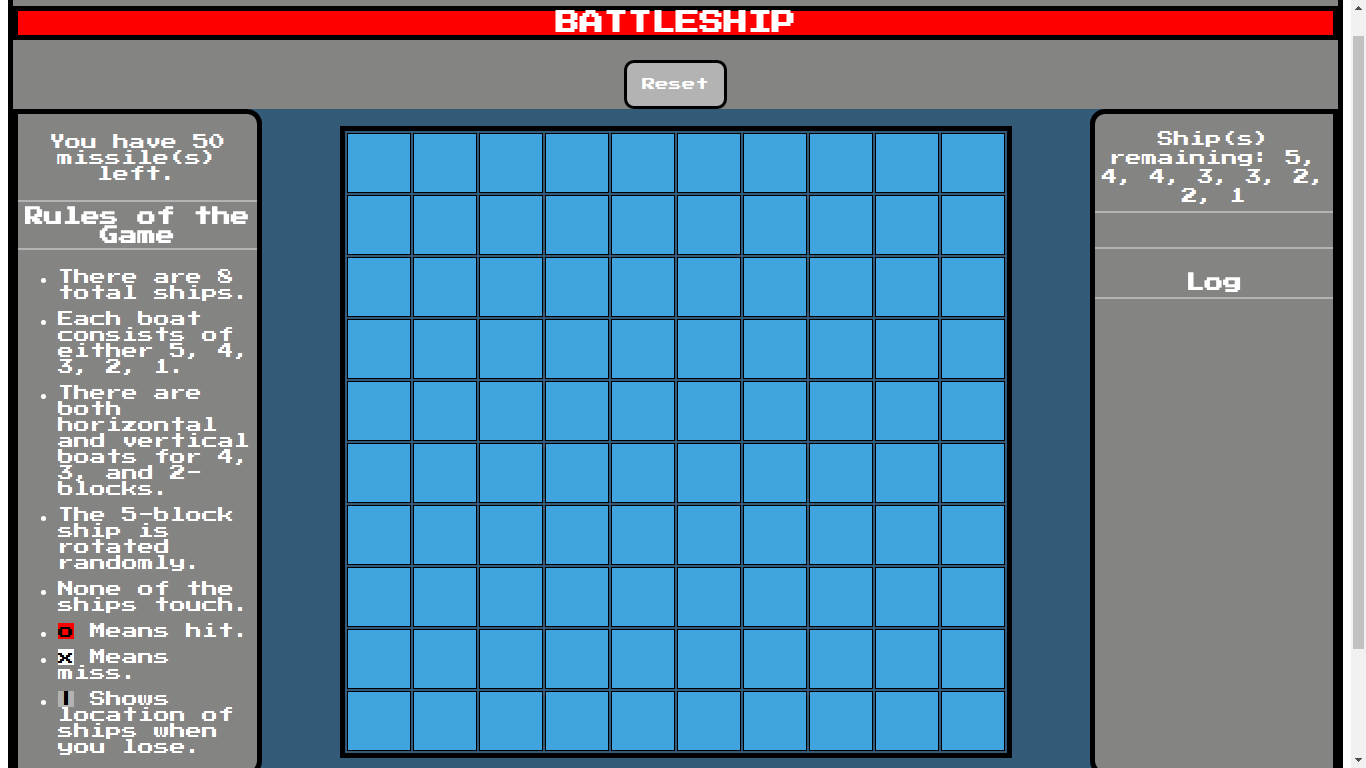 BATTLESHIP
Reset
You have 50
missile(s)
left.
Rules of the
Game
There are 8
total ships.
Each boat
consists of
either 5, 4,
3, 2, 1.
There are
both
horizontal
and vertical
boats for 4,
3, and 2-
blocks.
The 5-block
ship is
rotated
randomly.
None of the
ships touch.
o Means hit.
x Means
miss.
| Shows
location of
ships when
you lose.
Ship(s)
remaining: 5,
4, 4, 3, 3, 2,
2, 1
Log